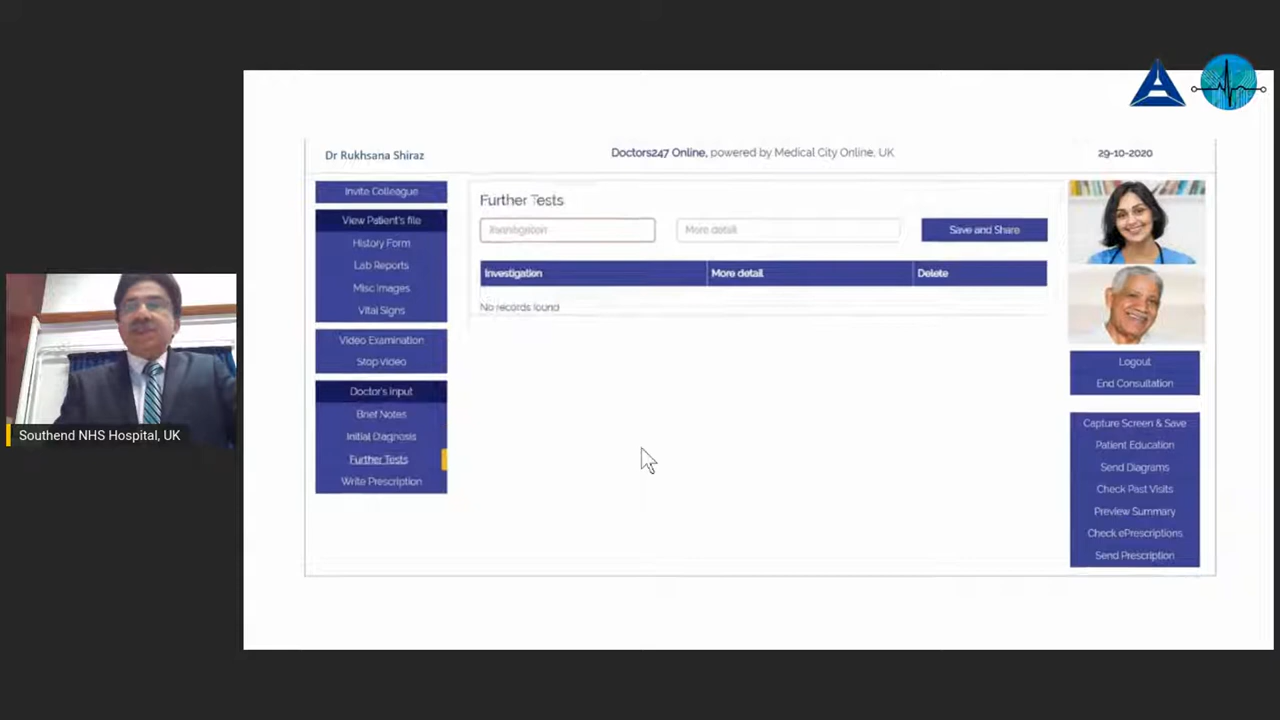 Dr Rukhsana Shiraz
Doctors247 Online, powered by Medical City Online, UK
29-10-2020
Invite Colleague
View Patient's file
History Form
Lab Reports
Misc Images
Vital Signs
Video Examination
Stop Video
Doctor's Input
Brief Notes
Initial Diagnosis
Further Tests
Write Prescription
Further Tests
Investigation
More detail
Save and Share
Investigation
More detail
Delete
No records found
Logout
End Consultation
Capture Screen & Save
Patient Education
Send Diagrams
Check Past Visits
Preview Summary
Check ePrescriptions
Send Prescription
Southend NHS Hospital, UK